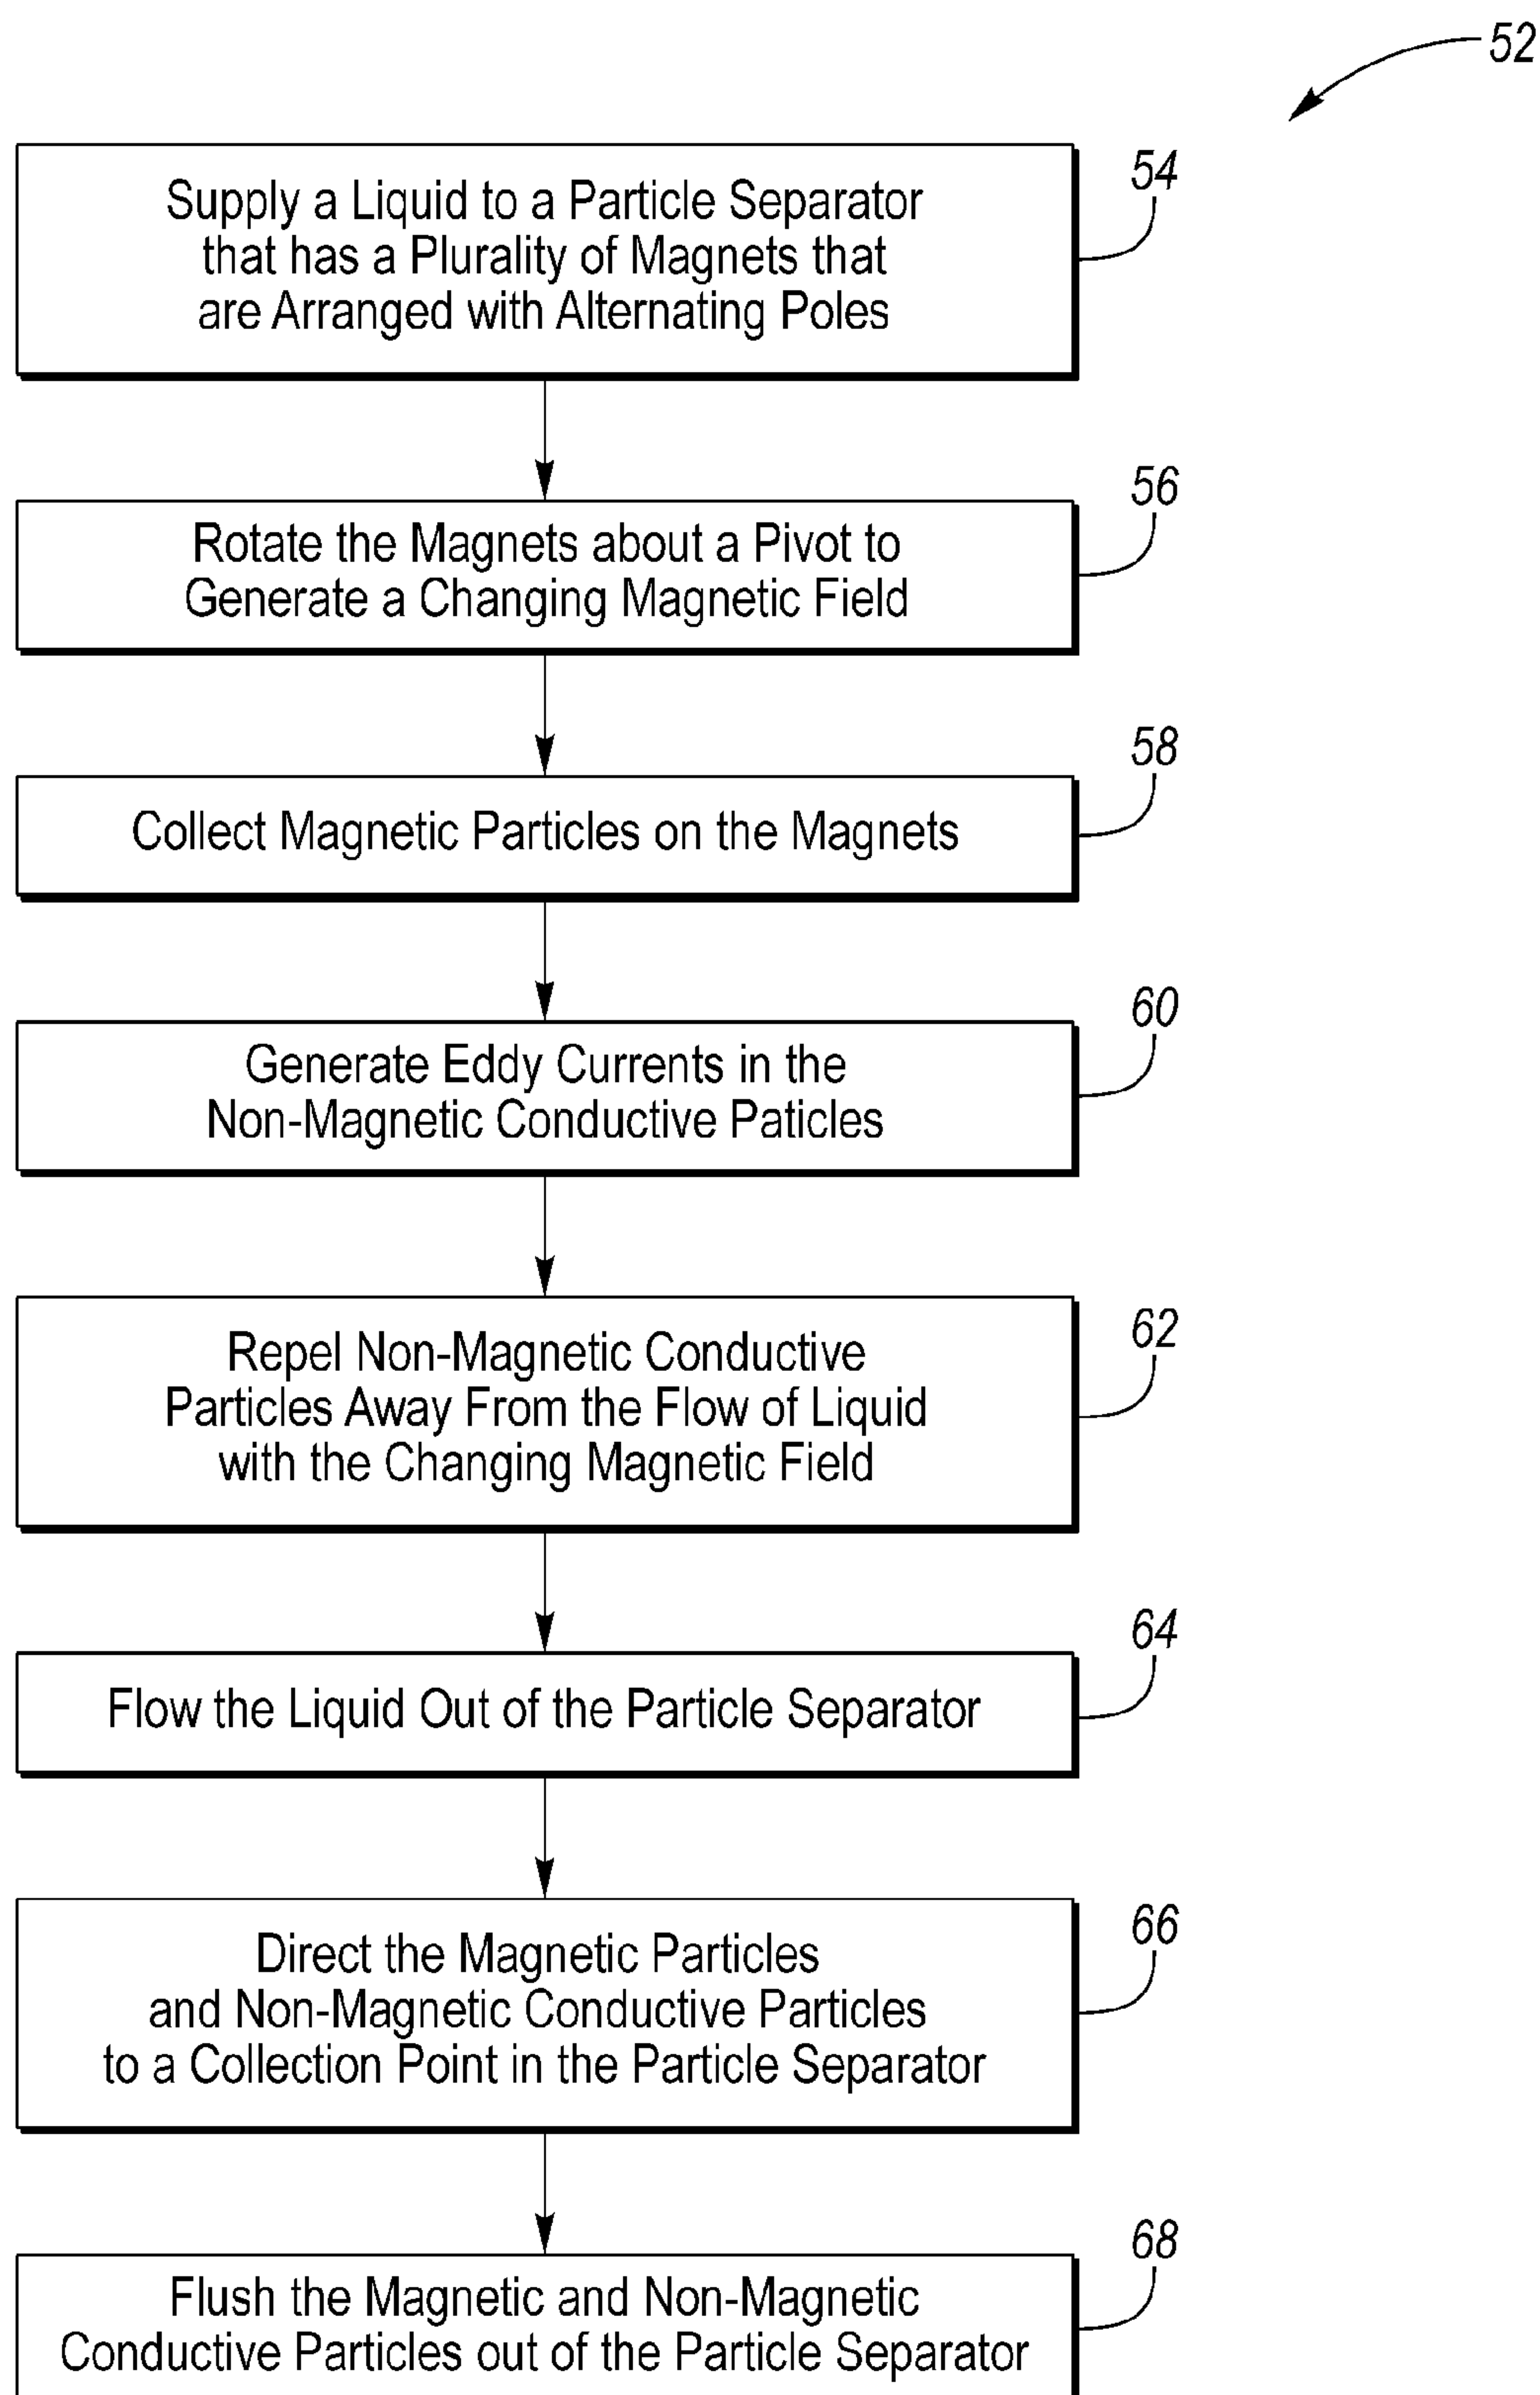 52
54
Supply a Liquid to a Particle Separator
that has a Plurality of Magnets that
are Arranged with Alternating Poles
56
Rotate the Magnets about a Pivot to
Generate a Changing Magnetic Field
58
Collect Magnetic Particles on the Magnets
60
Generate Eddy Currents in the
Non-Magnetic Conductive Paticles
62
Repel Non-Magnetic Conductive
Particles Away From the Flow of Liquid
with the Changing Magnetic Field
64
Flow the Liquid Out of the Particle Separator
66
Direct the Magnetic Particles
and Non-Magnetic Conductive Particles
to a Collection Point in the Particle Separator
68
Flush the Magnetic and Non-Magnetic
Conductive Particles out of the Particle Separator